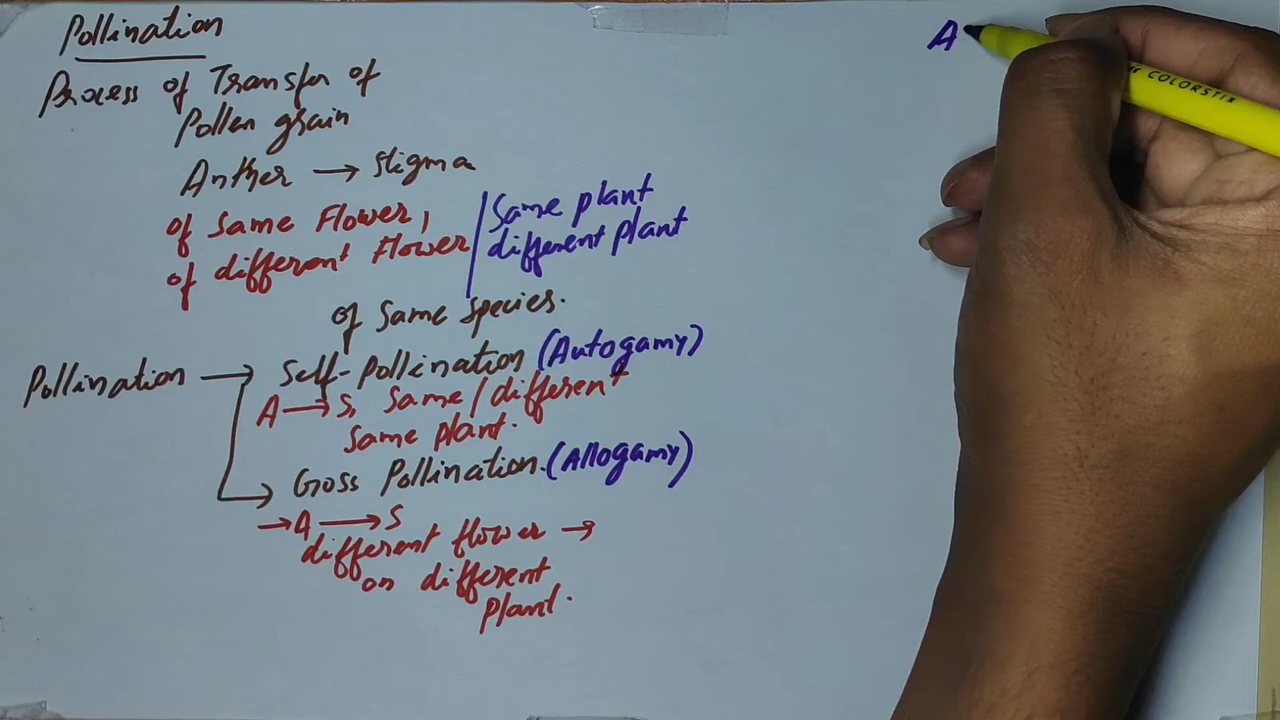 Pollination
Process of Transfer of
Pollen grain
Anther → Stigma
of Same Flower,
of different Flower
Same plant
different plant
of Same Species.
Pollination → Self-Pollination (Autogamy)
A → S, Same/different
Same plant.
Cross Pollination. (Allogamy)
→ A → S
different flower →
on different
plant.
A
COLORSTIX